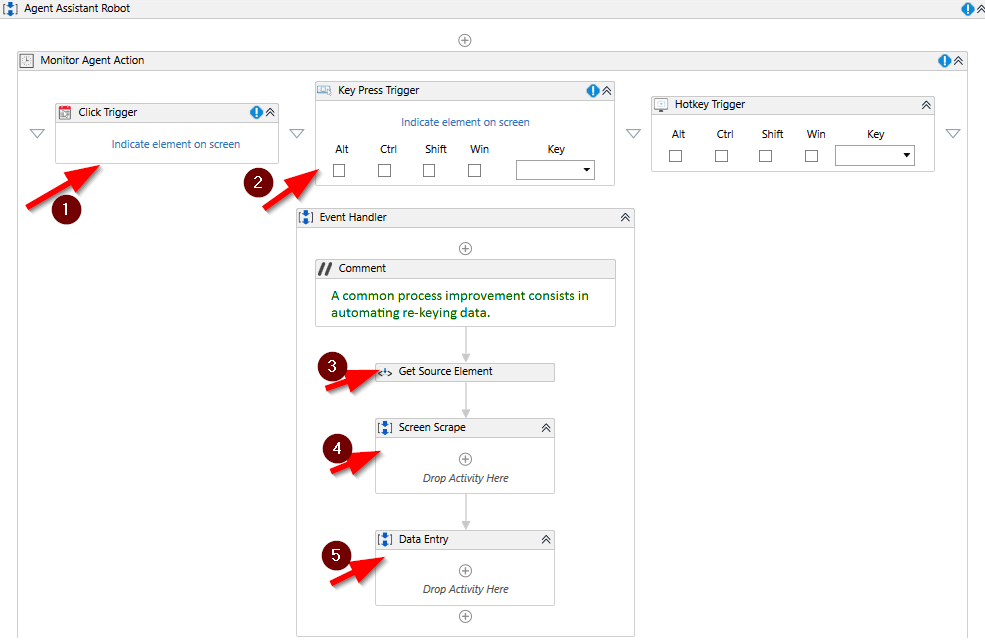 Agent Assistant Robot
Monitor Agent Action
Click Trigger
Indicate element on screen
1
Key Press Trigger
Indicate element on screen
Alt Ctrl Shift Win Key
2
Hotkey Trigger
Alt Ctrl Shift Win Key
Event Handler
// Comment
A common process improvement consists in
automating re-keying data.
3
Get Source Element
Screen Scrape
4
Drop Activity Here
Data Entry
5
Drop Activity Here